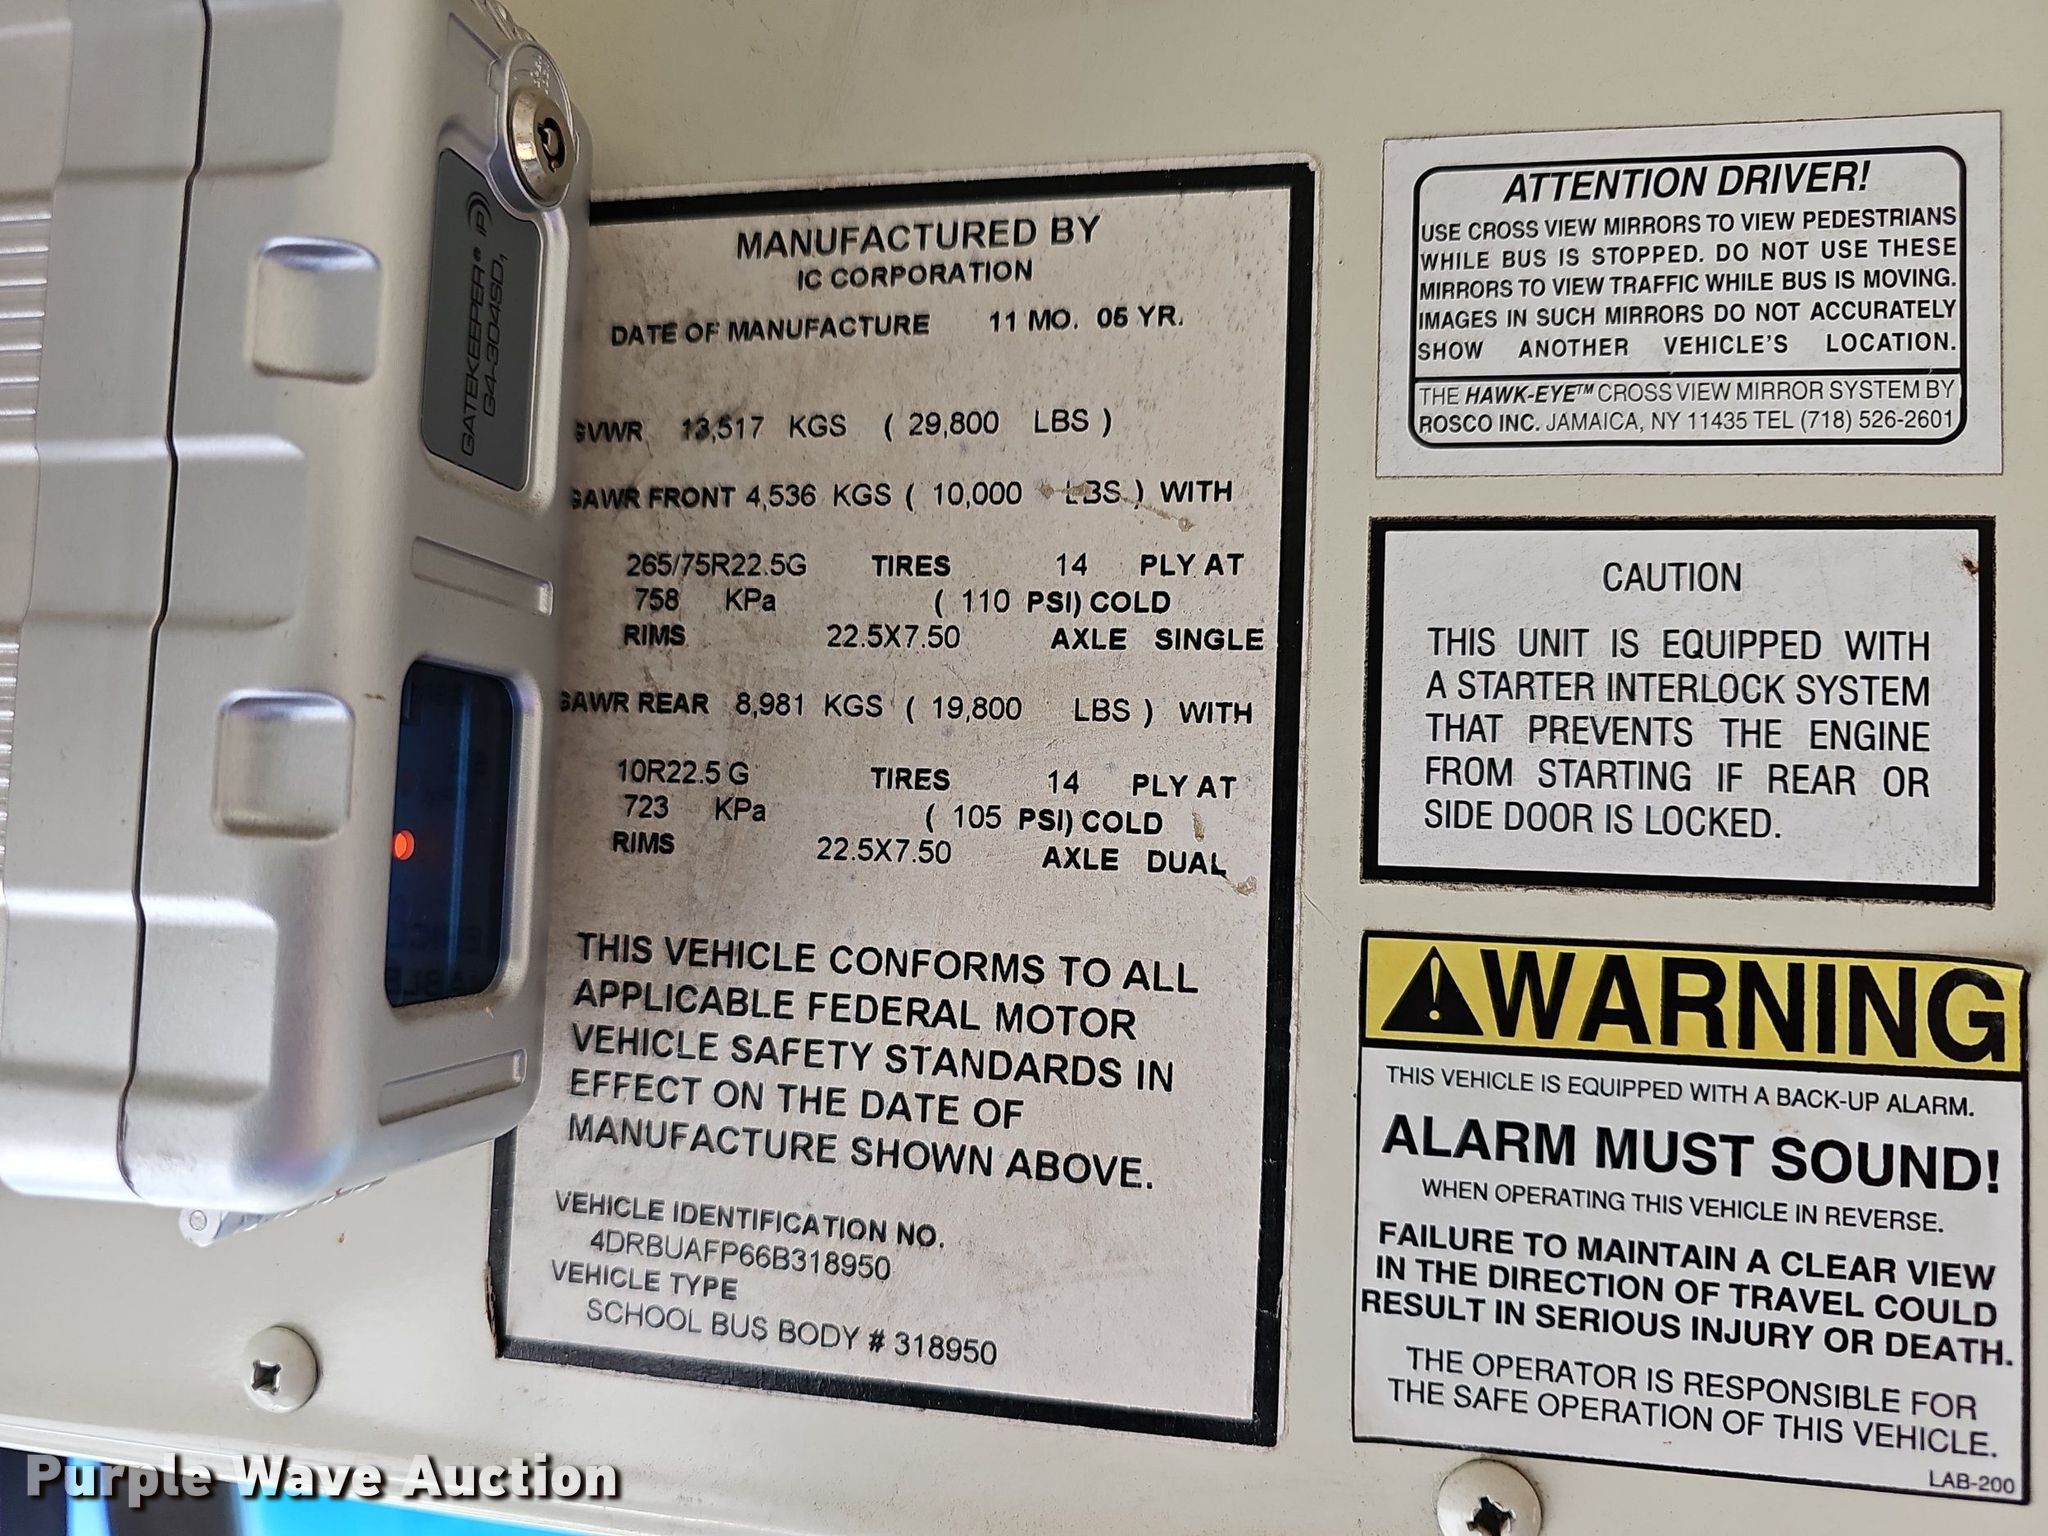 GATEKEEPER® iP
G4-304SD1
MANUFACTURED BY
IC CORPORATION
DATE OF MANUFACTURE 11 MO. 05 YR.
GVWR 13,517 KGS ( 29,800 LBS )
GAWR FRONT 4,536 KGS ( 10,000 LBS ) WITH
265/75R22.5G TIRES 14 PLY AT
758 KPa ( 110 PSI) COLD
RIMS 22.5X7.50 AXLE SINGLE
GAWR REAR 8,981 KGS ( 19,800 LBS ) WITH
10R22.5 G TIRES 14 PLY AT
723 KPa ( 105 PSI) COLD
RIMS 22.5X7.50 AXLE DUAL
THIS VEHICLE CONFORMS TO ALL
APPLICABLE FEDERAL MOTOR
VEHICLE SAFETY STANDARDS IN
EFFECT ON THE DATE OF
MANUFACTURE SHOWN ABOVE.
VEHICLE IDENTIFICATION NO.
4DRBUAFP66B318950
VEHICLE TYPE
SCHOOL BUS BODY # 318950
ATTENTION DRIVER!
USE CROSS VIEW MIRRORS TO VIEW PEDESTRIANS
WHILE BUS IS STOPPED. DO NOT USE THESE
MIRRORS TO VIEW TRAFFIC WHILE BUS IS MOVING.
IMAGES IN SUCH MIRRORS DO NOT ACCURATELY
SHOW ANOTHER VEHICLE'S LOCATION.
THE HAWK-EYE™ CROSS VIEW MIRROR SYSTEM BY
ROSCO INC. JAMAICA, NY 11435 TEL (718) 526-2601
CAUTION
THIS UNIT IS EQUIPPED WITH
A STARTER INTERLOCK SYSTEM
THAT PREVENTS THE ENGINE
FROM STARTING IF REAR OR
SIDE DOOR IS LOCKED.
WARNING
THIS VEHICLE IS EQUIPPED WITH A BACK-UP ALARM.
ALARM MUST SOUND!
WHEN OPERATING THIS VEHICLE IN REVERSE.
FAILURE TO MAINTAIN A CLEAR VIEW
IN THE DIRECTION OF TRAVEL COULD
RESULT IN SERIOUS INJURY OR DEATH.
THE OPERATOR IS RESPONSIBLE FOR
THE SAFE OPERATION OF THIS VEHICLE.
LAB-200
Purple Wave Auction